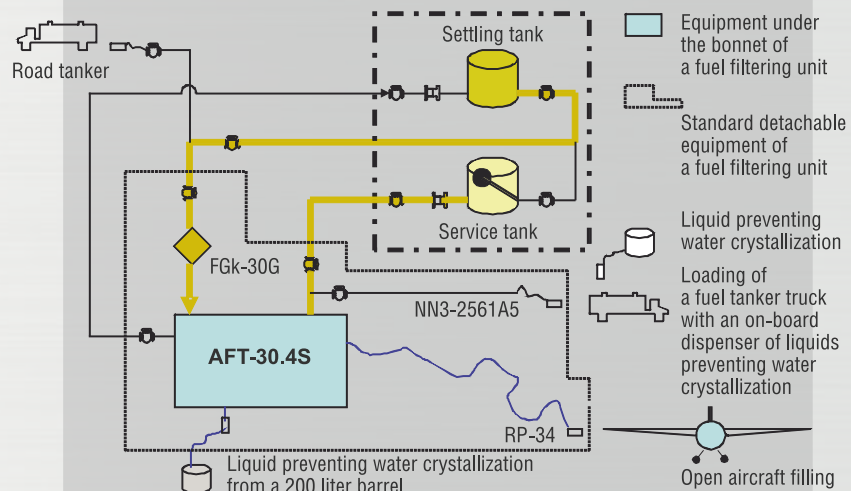 Road tanker
Settling tank
Service tank
FGk-30G
NN3-2561A5
AFT-30.4S
RP-34
Liquid preventing water crystallization
from a 200 liter barrel
Equipment under
the bonnet of
a fuel filtering unit
Standard detachable
equipment of
a fuel filtering unit
Liquid preventing
water crystallization
Loading of
a fuel tanker truck
with an on-board
dispenser of liquids
preventing water
crystallization
Open aircraft filling